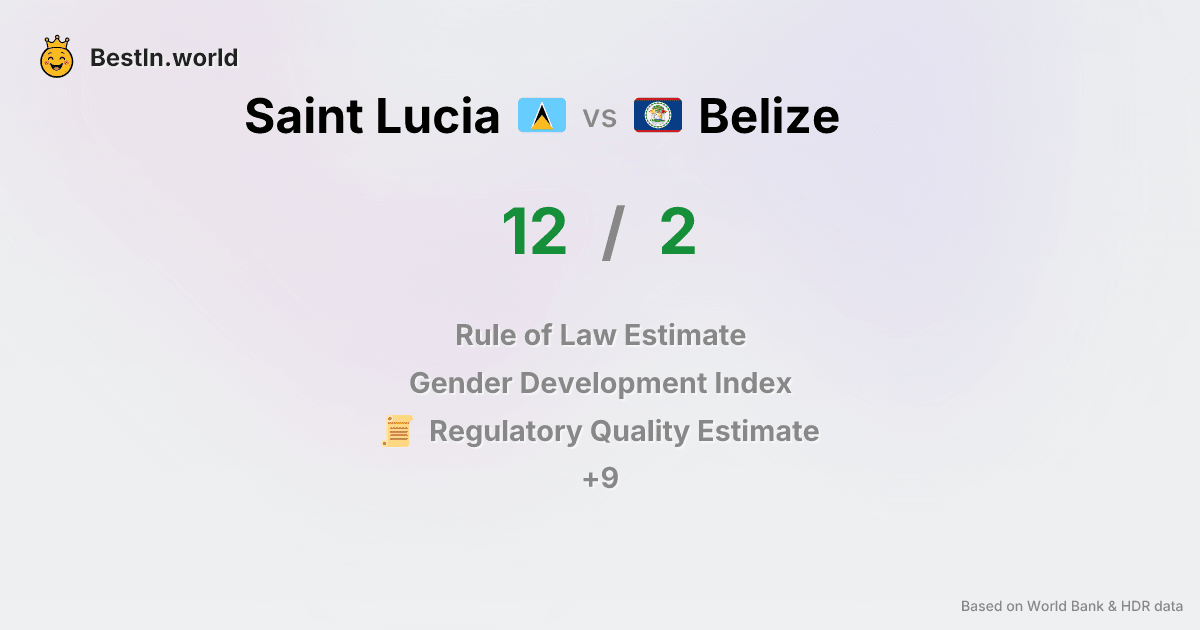 BestIn.world
Saint Lucia vs Belize
12 / 2
Rule of Law Estimate
Gender Development Index
Regulatory Quality Estimate
+9
Based on World Bank & HDR data